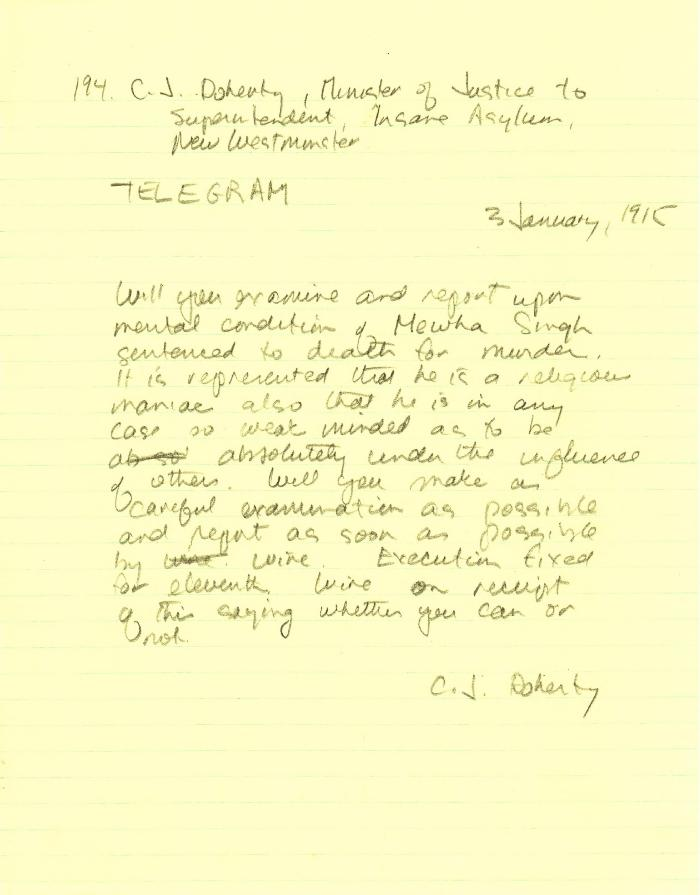 194. C.J. Doherty, Minister of Justice to
Superintendent, Insane Asylum,
New Westminster
TELEGRAM
3 January, 1915
Will you examine and report upon
mental condition of Mewha Singh
sentenced to death for murder.
It is represented that he is a religious
maniac also that he is in any
case so weak minded as to be
ab so absolutely under the influence
of others. Will you make as
careful examination as possible
and report as soon as possible
by wire. wire. Execution fixed
for eleventh. Wire on receipt
of this saying whether you can or
not.
C.J. Doherty